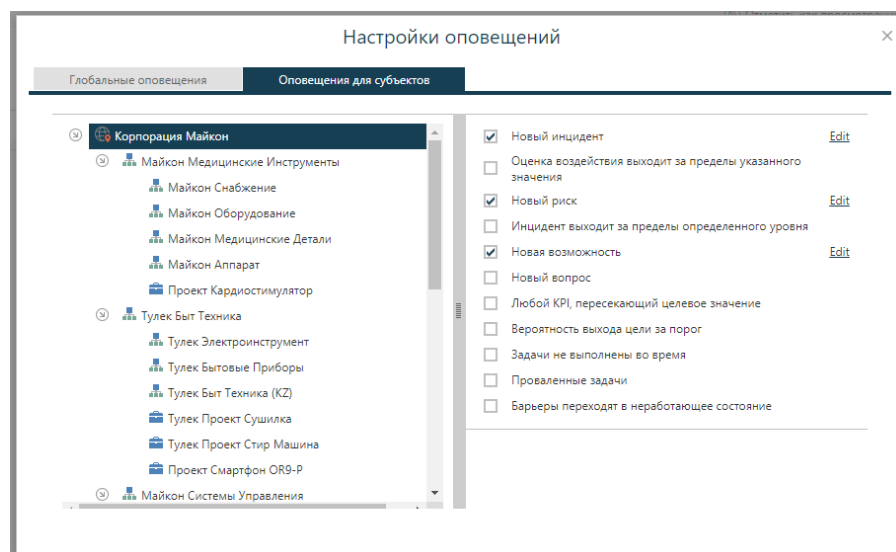 Настройки оповещений
Глобальные оповещения
Оповещения для субъектов
Корпорация Майкон
Майкон Медицинские Инструменты
Майкон Снабжение
Майкон Оборудование
Майкон Медицинские Детали
Майкон Аппарат
Проект Кардиостимулятор
Тулек Быт Техника
Тулек Электроинструмент
Тулек Бытовые Приборы
Тулек Быт Техника (KZ)
Тулек Проект Сушилка
Тулек Проект Стир Машина
Проект Смартфон OR9-P
Майкон Системы Управления
Новый инцидент Edit
Оценка воздействия выходит за пределы указанного
значения
Новый риск Edit
Инцидент выходит за пределы определенного уровня
Новая возможность Edit
Новый вопрос
Любой KPI, пересекающий целевое значение
Вероятность выхода цели за порог
Задачи не выполнены во время
Проваленные задачи
Барьеры переходят в неработающее состояние